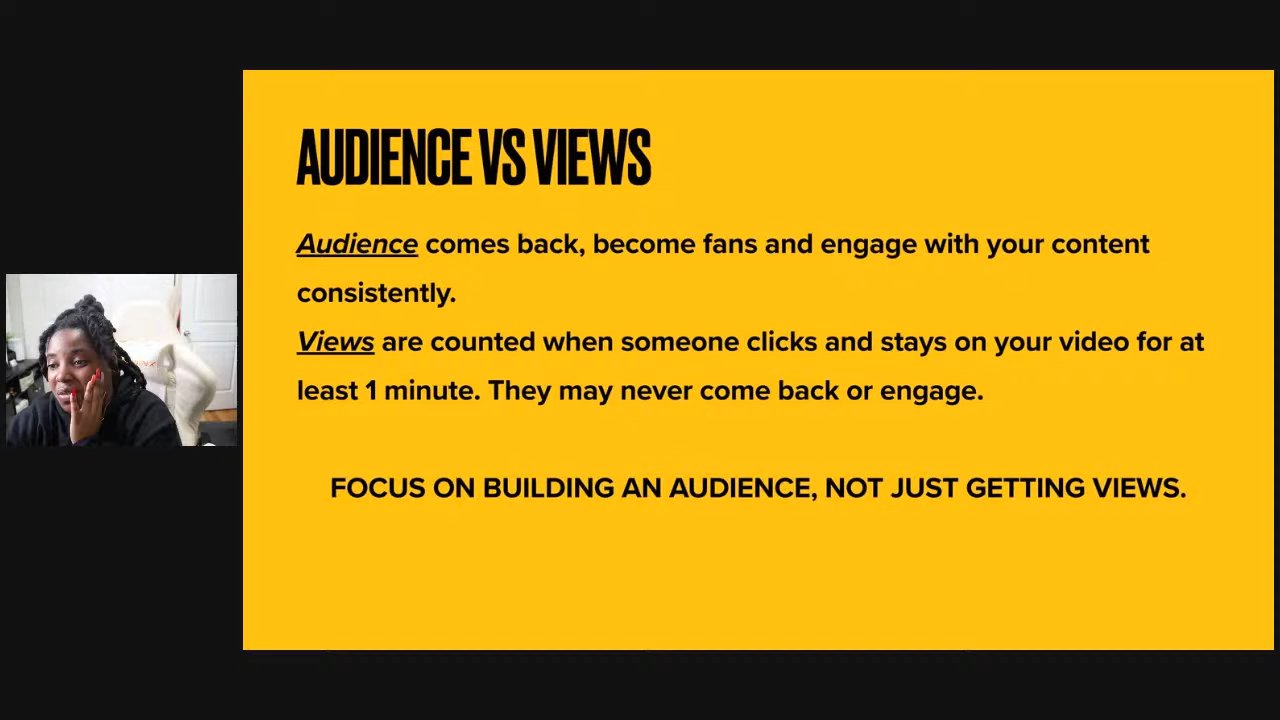 AUDIENCE VS VIEWS
Audience comes back, become fans and engage with your content
consistently.
Views are counted when someone clicks and stays on your video for at
least 1 minute. They may never come back or engage.
FOCUS ON BUILDING AN AUDIENCE, NOT JUST GETTING VIEWS.